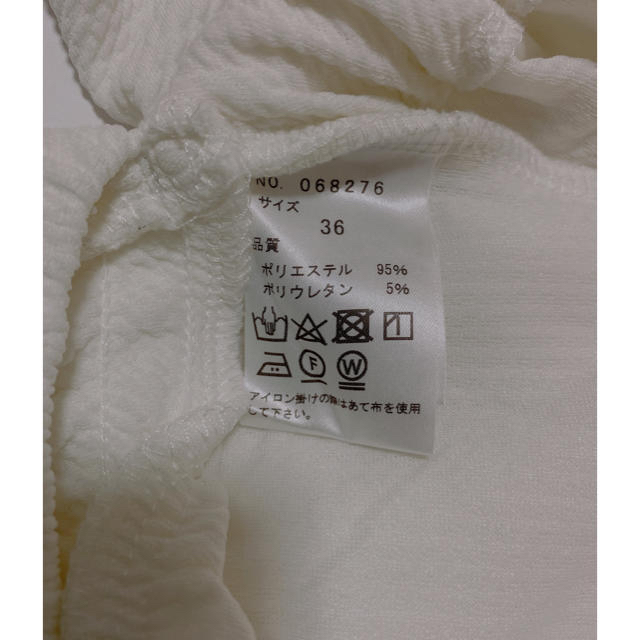 NO. 068276
サイズ
36
品質
ポリエステル 95%
ポリウレタン 5%
F W
アイロン掛けの際はあて布を使用
して下さい。